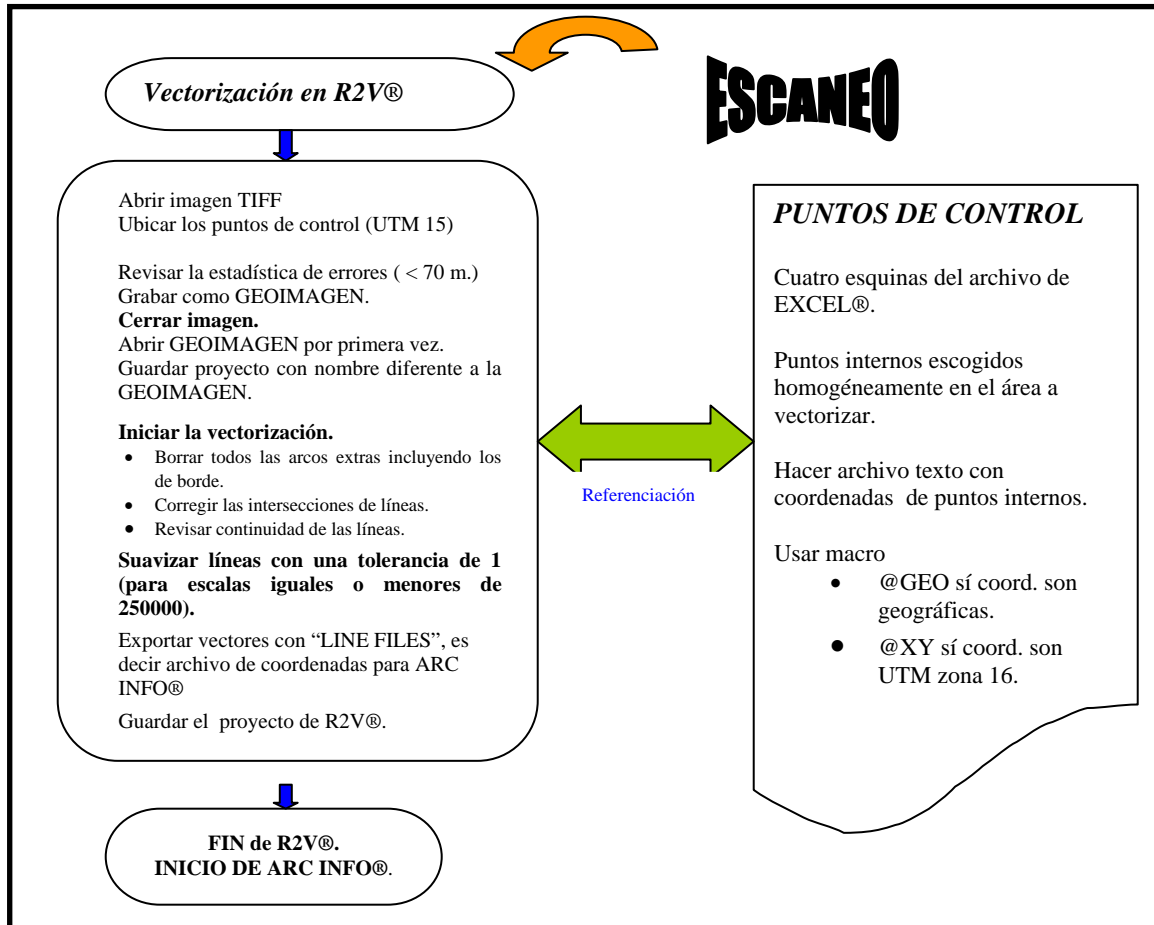 ESCANEO
Vectorización en R2V®
Abrir imagen TIFF
Ubicar los puntos de control (UTM 15)
Revisar la estadística de errores ( < 70 m.)
Grabar como GEOIMAGEN.
Cerrar imagen.
Abrir GEOIMAGEN por primera vez.
Guardar proyecto con nombre diferente a la
GEOIMAGEN.
Iniciar la vectorización.
• Borrar todos las arcos extras incluyendo los
de borde.
• Corregir las intersecciones de líneas.
• Revisar continuidad de las líneas.
Suavizar líneas con una tolerancia de 1
(para escalas iguales o menores de
250000).
Exportar vectores con “LINE FILES”, es
decir archivo de coordenadas para ARC
INFO®
Guardar el proyecto de R2V®.
Referenciación
PUNTOS DE CONTROL
Cuatro esquinas del archivo de
EXCEL®.
Puntos internos escogidos
homogéneamente en el área a
vectorizar.
Hacer archivo texto con
coordenadas de puntos internos.
Usar macro
• @GEO sí coord. son
geográficas.
• @XY sí coord. son
UTM zona 16.
FIN de R2V®.
INICIO DE ARC INFO®.